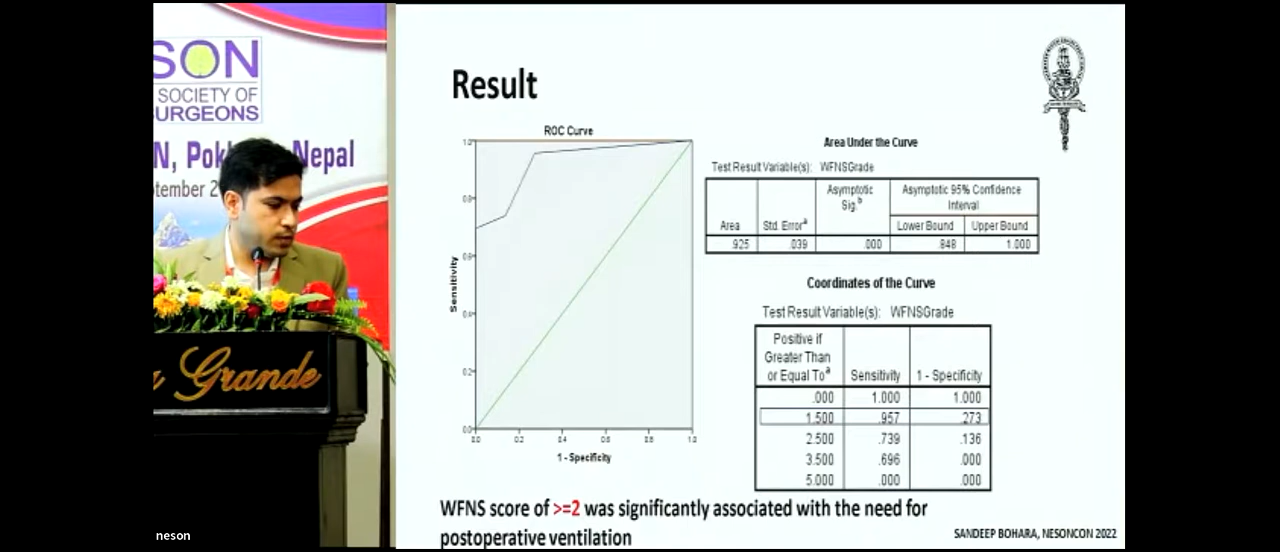 SON
SOCIETY OF
URGEONS
N, Pok Nepal
tember 2
Grande
neson
Result
ROC Curve
Sensitivity
1.0
0.8
0.6
0.4
0.2
0.0
0.0 0.2 0.4 0.6 0.8 1.0
1 - Specificity
Area Under the Curve
Test Result Variable(s): WFNSGrade
Area Std. Errorª Asymptotic Sig.b Asymptotic 95% Confidence Interval
Lower Bound Upper Bound
.925 .039 .000 .848 1.000
Coordinates of the Curve
Test Result Variable(s): WFNSGrade
Positive if
Greater Than
or Equal Toª Sensitivity 1 - Specificity
.000 1.000 1.000
1.500 .957 .273
2.500 .739 .136
3.500 .696 .000
5.000 .000 .000
WFNS score of >=2 was significantly associated with the need for
postoperative ventilation
SANDEEP BOHARA, NESONCON 2022